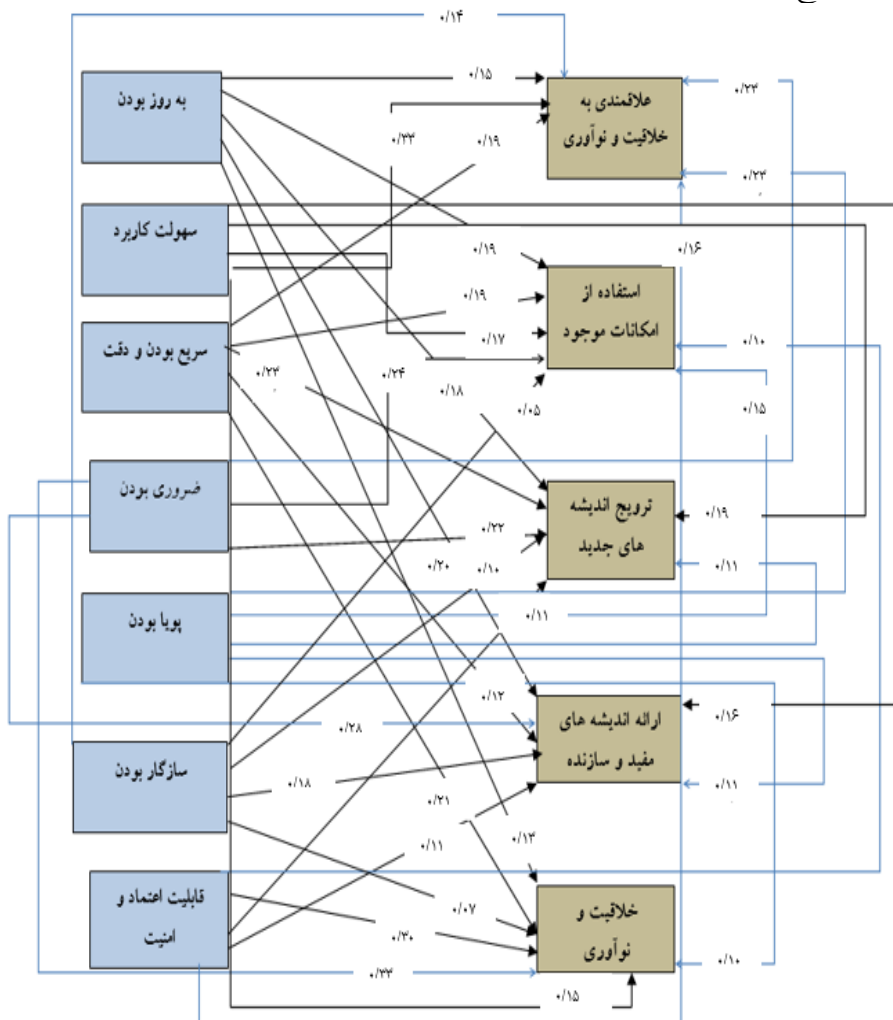 ۰/۱۴
۰/۱۵
۰/۲۳
به روز بودن
علاقمندی به
خلاقیت و نوآوری
۰/۳۳
۰/۱۹
۰/۲۳
سهولت کاربرد
۰/۱۹
۰/۱۶
استفاده از
امکانات موجود
۰/۱۹
۰/۱۷
۰/۱۰
سریع بودن و دقت
۰/۲۳
۰/۲۴
۰/۱۸
۰/۰۵
۰/۱۵
ضروری بودن
ترویج اندیشه
های جدید
۰/۱۹
۰/۲۲
۰/۲۰
۰/۱۰
۰/۱۱
پویا بودن
۰/۱۱
۰/۱۲
ارائه اندیشه های
مفید و سازنده
۰/۱۶
۰/۲۸
سازگار بودن
۰/۱۸
۰/۲۱
۰/۱۱
۰/۱۱
۰/۱۳
قابلیت اعتماد و
امنیت
۰/۰۷
۰/۳۰
خلاقیت و
نوآوری
۰/۱۰
۰/۳۳
۰/۱۵